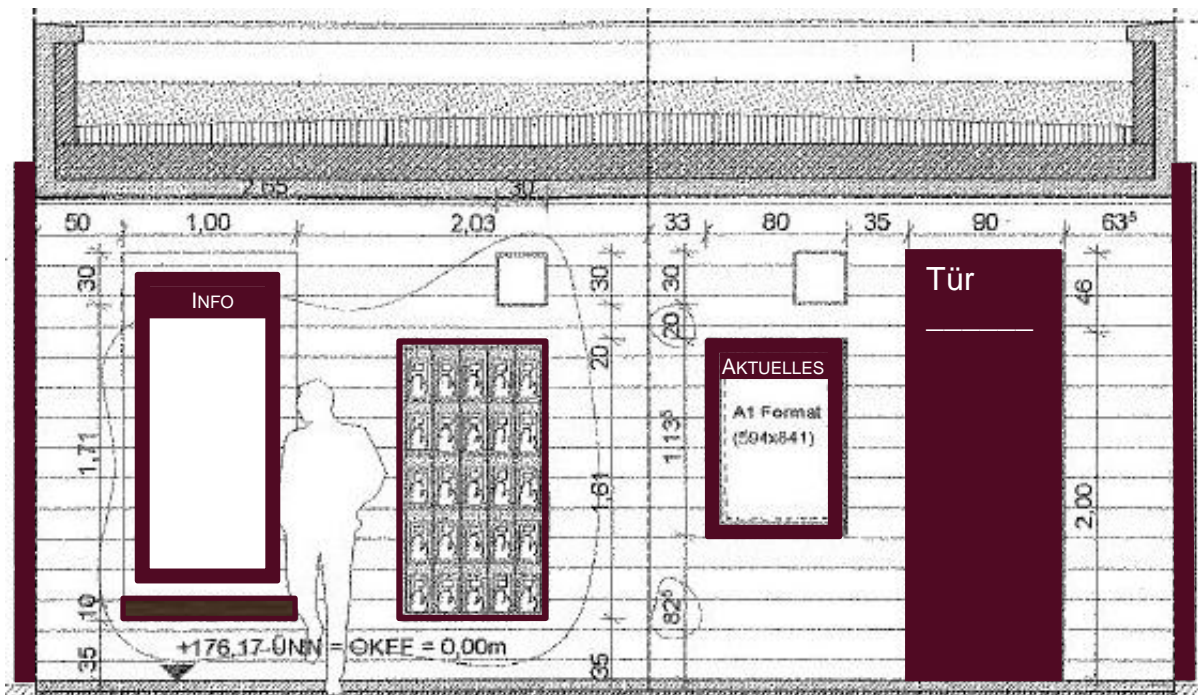 2,65 30
50 1,00 2,03 33 80 35 90 63⁵
30 30 30 46
INFO
Tür
20 20
AKTUELLES
A1 Format
(594x841)
1,71 1,61 1,13⁵ 2,00
10 82⁵
+176,17 ÜNN = OKFF = 0,00m
35 35